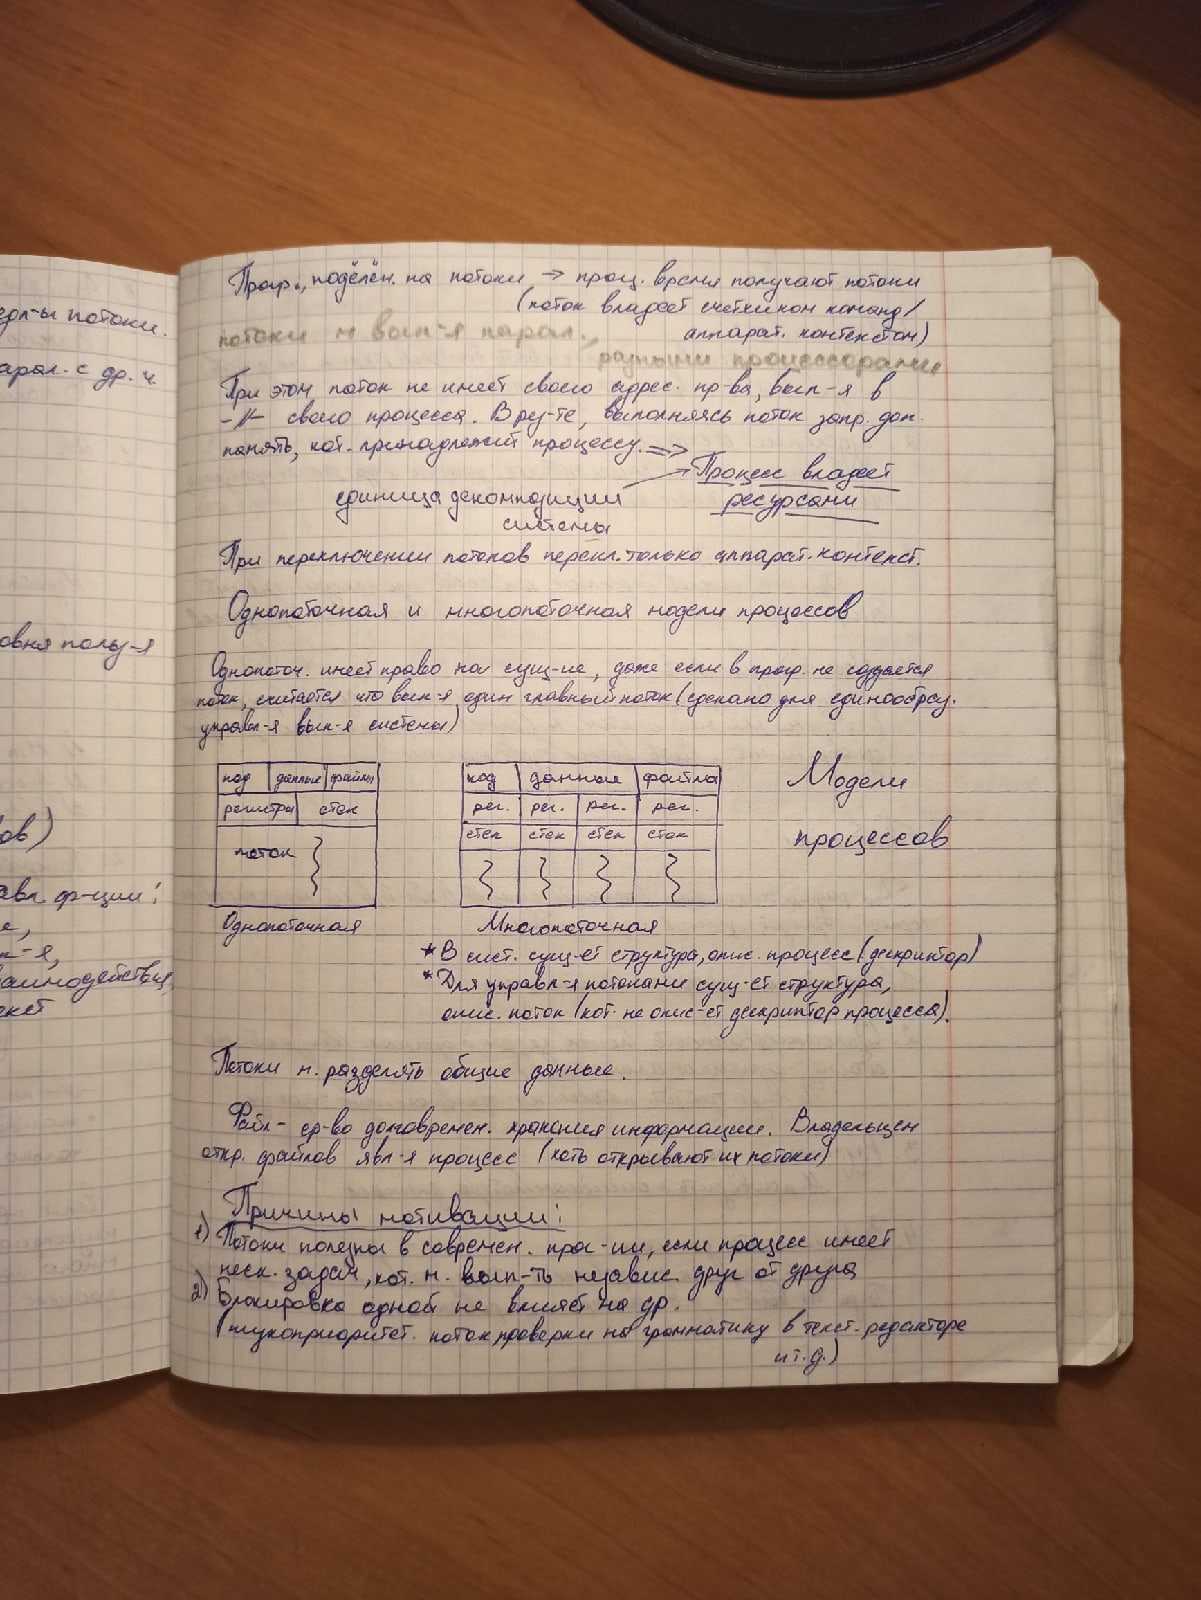 ерл-ы потоки.
арал. с др. ч.
овня польз-я
ов)
авл. ф-ции:
е,
п-я,
аимодействия,
екст
Прогр., поделён. на потоки → проц. время получают потоки
(поток владеет счетчиком команд/
аппарат. контекстом)
потоки м. вып-я парал.,
разными процессорами
При этом поток не имеет своего адрес. пр-ва, вып-я в
-//- своего процесса. В рез-те, выполняясь поток запр. доп.
память, кот. принадлежит процессу. =>
Процесс владеет
ресурсами
единица декомпозиции
системы
При переключении потоков перекл. только аппарат. контекст.
Однопоточная и многопоточная модели процессов
Однопоточ. имеет право на сущ-ие, даже если в прогр. не создается
поток, считается что вып-я один главный поток (сделано для единообраз.
управл-я вып-я системы)
код данные файлы
регистры стек
поток
Однопоточная
код данные файлы
рег. рег. рег. рег.
стек стек стек стек
Многопоточная
Модели
процессов
* В сист. сущ-ет структура, опис. процесс (дескриптор)
* Для управл-я потоками сущ-ет структура,
опис. поток (кот. не опис-ет дескриптор процесса).
Потоки м. разделять общие данные.
Файл - ср-во долговремен. хранения информации. Владельцем
откр. файлов явл-я процесс (хоть открывают их потоки)
Причины мотивации:
1) Потоки полезны в современ. прог-ии, если процесс имеет
неск. задач, кот. м. вып-ть независ. друг от друга
2) Блокировка одной не влияет на др.
(низкоприоритет. поток проверки на грамматику в текст. редакторе
и т. д.)